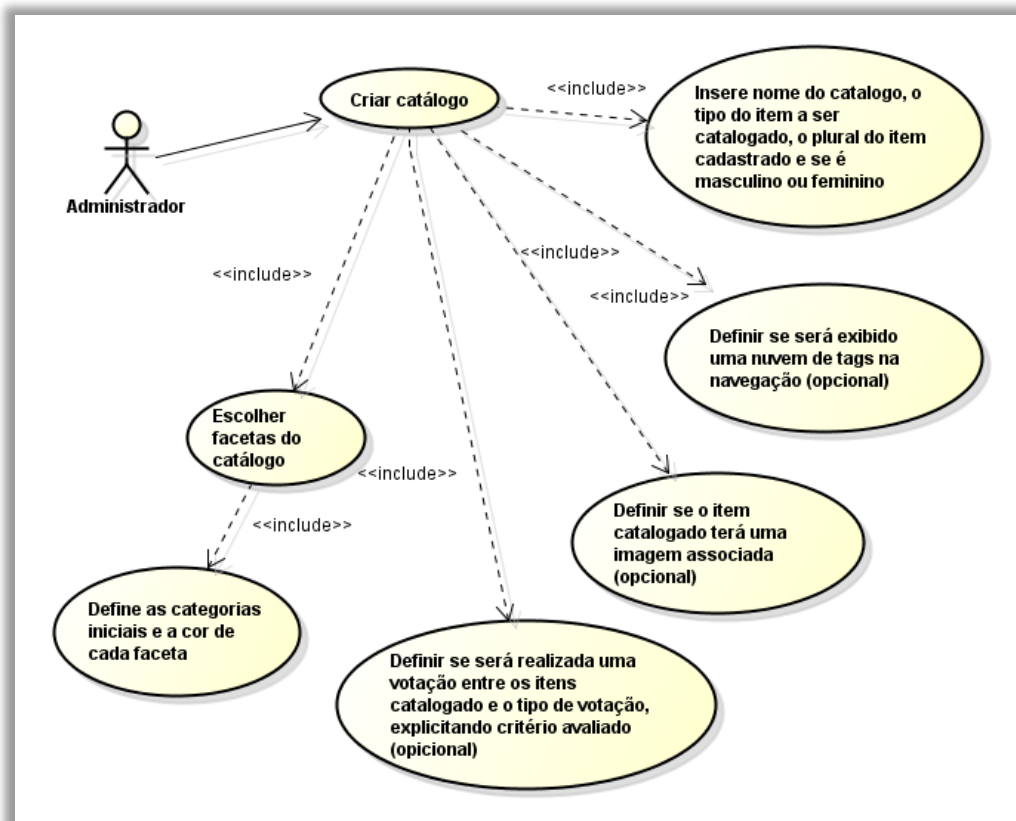 Criar catálogo
<<include>>
Insere nome do catalogo, o
tipo do item a ser
catalogado, o plural do item
cadastrado e se é
masculino ou feminino
Administrador
<<include>>
<<include>>
<<include>>
Definir se será exibido
uma nuvem de tags na
navegação (opcional)
Escolher
facetas do
catálogo
<<include>>
<<include>>
Definir se o item
catalogado terá uma
imagem associada
(opcional)
Define as categorias
iniciais e a cor de
cada faceta
Definir se será realizada uma
votação entre os itens
catalogado e o tipo de votação,
explicitando critério avaliado
(opicional)